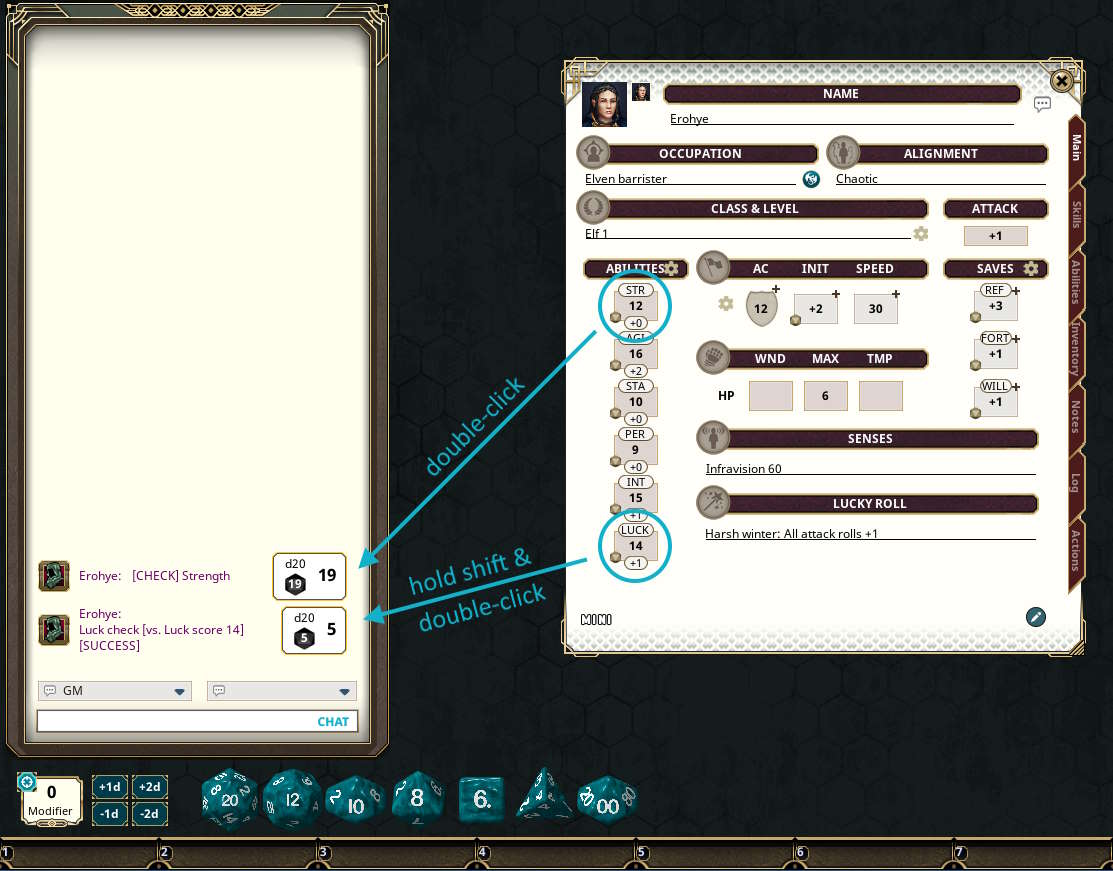 NAME
Erohye
OCCUPATION
ALIGNMENT
Elven barrister
Chaotic
CLASS & LEVEL
ATTACK
Elf 1
+1
ABILITIES
AC INIT SPEED
SAVES
STR
12
+0
AGI
16
+2
STA
10
+0
PER
9
+0
INT
15
+1
LUCK
14
+1
12
+2
30
REF
+3
FORT
+1
WILL
+1
WND MAX TMP
HP
6
SENSES
Infravision 60
LUCKY ROLL
Harsh winter: All attack rolls +1
Main
Skills
Abilities
Inventory
Notes
Log
Actions
double-click
hold shift &
double-click
Erohye: [CHECK] Strength
d20
19
19
Erohye:
Luck check [vs. Luck score 14]
[SUCCESS]
d20
5
5
GM
CHAT
0
Modifier
+1d
+2d
-1d
-2d
20
12
10
8
6.
00
1
2
3
4
5
6
7